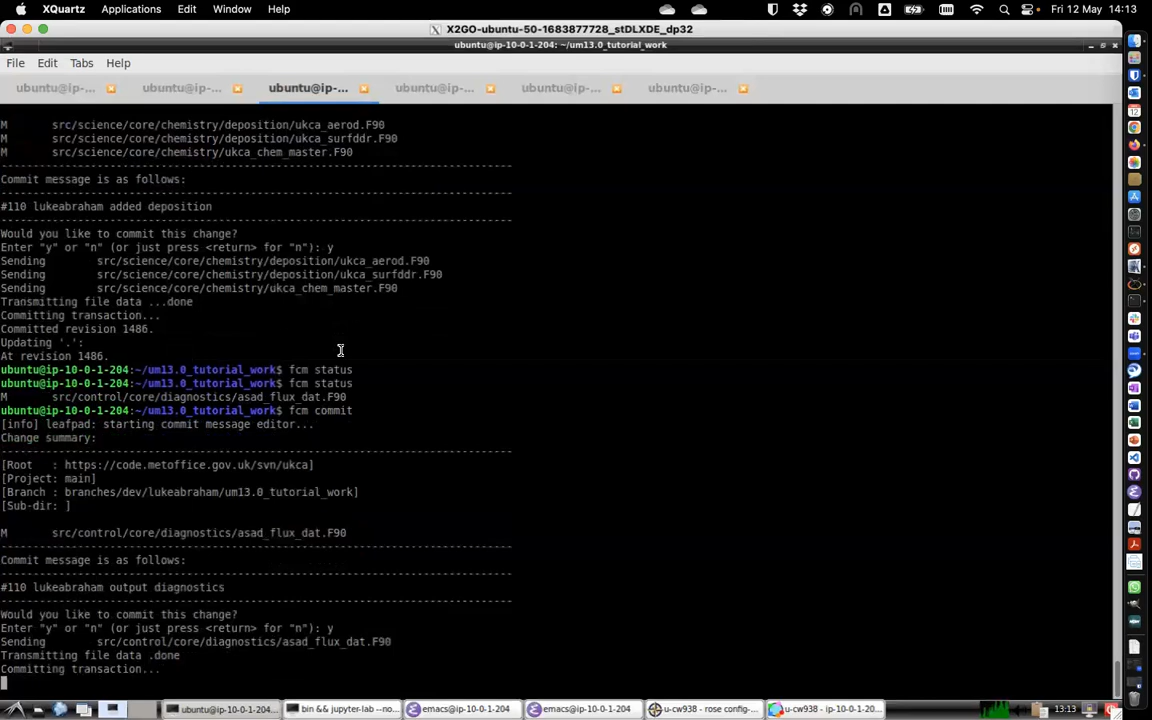 XQuartz Applications Edit Window Help Fri 12 May 14:13
X2GO-ubuntu-50-1683877728_stDLXDE_dp32
ubuntu@ip-10-0-1-204: ~/um13.0_tutorial_work
File Edit Tabs Help
ubuntu@ip-... ubuntu@ip-... ubuntu@ip-... ubuntu@ip-... ubuntu@ip-... ubuntu@ip-...
M src/science/core/chemistry/deposition/ukca_aerod.F90
M src/science/core/chemistry/deposition/ukca_surfddr.F90
M src/science/core/chemistry/ukca_chem_master.F90
--------------------------------------------------------------------------------
Commit message is as follows:
--------------------------------------------------------------------------------
#110 lukeabraham added deposition
--------------------------------------------------------------------------------
Would you like to commit this change?
Enter "y" or "n" (or just press <return> for "n"): y
Sending src/science/core/chemistry/deposition/ukca_aerod.F90
Sending src/science/core/chemistry/deposition/ukca_surfddr.F90
Sending src/science/core/chemistry/ukca_chem_master.F90
Transmitting file data ...done
Committing transaction...
Committed revision 1486.
Updating '.':
At revision 1486.
ubuntu@ip-10-0-1-204:~/um13.0_tutorial_work$ fcm status
ubuntu@ip-10-0-1-204:~/um13.0_tutorial_work$ fcm status
M src/control/core/diagnostics/asad_flux_dat.F90
ubuntu@ip-10-0-1-204:~/um13.0_tutorial_work$ fcm commit
[info] leafpad: starting commit message editor...
Change summary:
--------------------------------------------------------------------------------
[Root : https://code.metoffice.gov.uk/svn/ukca]
[Project: main]
[Branch : branches/dev/lukeabraham/um13.0_tutorial_work]
[Sub-dir: ]
M src/control/core/diagnostics/asad_flux_dat.F90
--------------------------------------------------------------------------------
Commit message is as follows:
--------------------------------------------------------------------------------
#110 lukeabraham output diagnostics
--------------------------------------------------------------------------------
Would you like to commit this change?
Enter "y" or "n" (or just press <return> for "n"): y
Sending src/control/core/diagnostics/asad_flux_dat.F90
Transmitting file data .done
Committing transaction...
ubuntu@ip-10-0-1-204... bin && jupyter-lab --no... emacs@ip-10-0-1-204 emacs@ip-10-0-1-204 u-cw938 - rose config-... u-cw938 - ip-10-0-1-20... 13:13